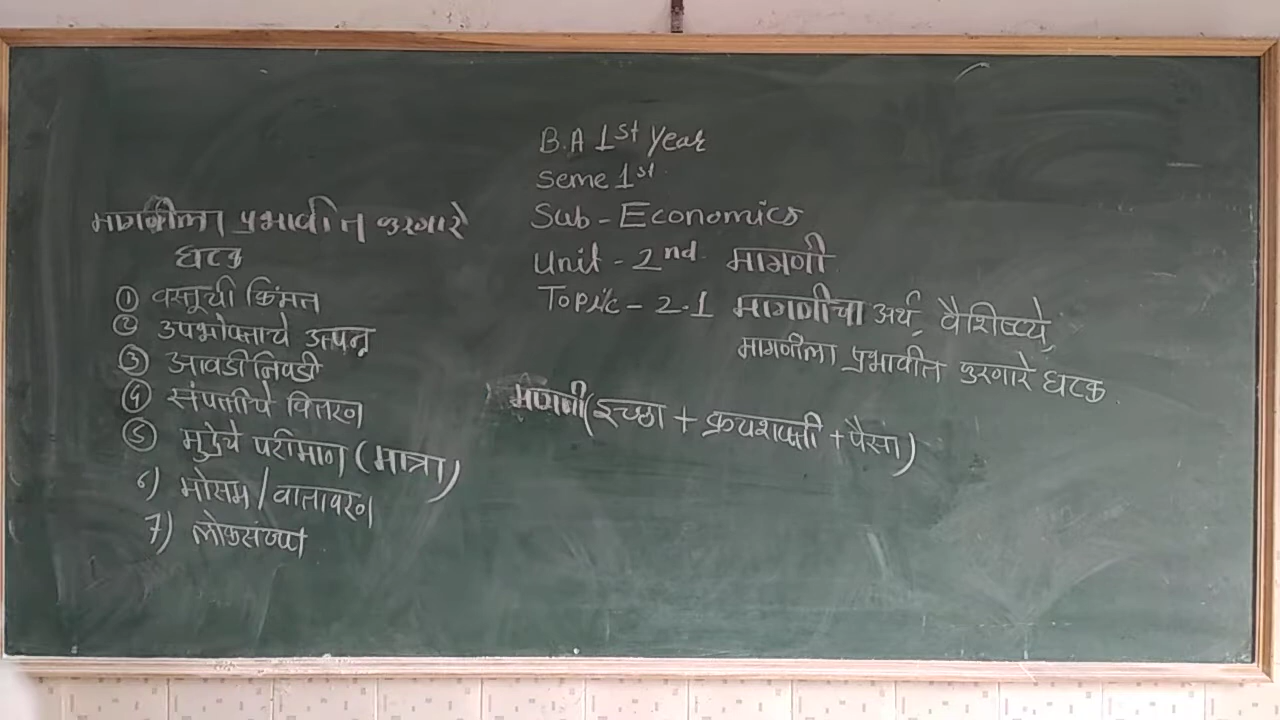 B.A 1st Year
Seme 1st
Sub - Economics
Unit - 2nd मागणी
Topic - 2.1 मागणीचा अर्थ, वैशिष्ट्ये,
मागणीला प्रभावीत करणारे घटक
मागणी (इच्छा + क्रयशक्ती + पैसा)
मागणीला प्रभावीत करणारे
घटक
① वस्तूची किंमत
② उपभोक्ताचे उत्पन्न
③ आवडी निवडी
④ संपत्तीचे वितरण
⑤ मुद्रेचे परिमाण (मात्रा)
6) मोसम / वातावरण
7) लोकसंख्या